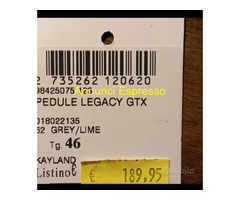 Annunci Espresso
2 735262 120620
98425075
PEDULE LEGACY GTX
018022135
62 GREY/LIME
Tg. 46
KAYLAND
Listino€
€ 189,95